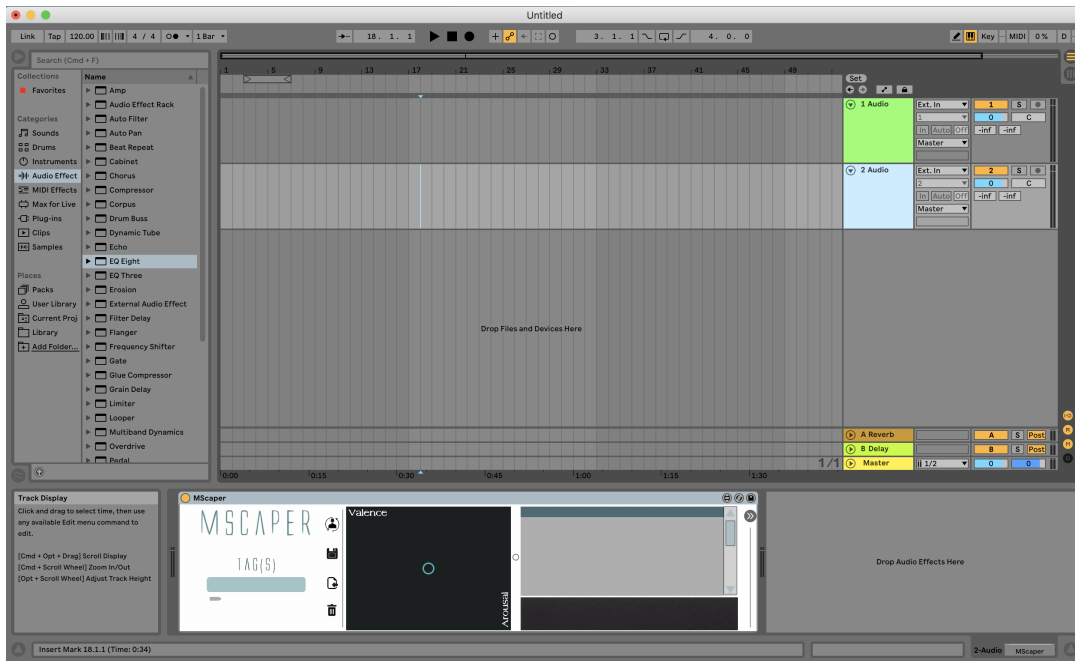 Untitled
Link Tap 120.00 4 / 4 1 Bar 18. 1. 1 3. 1. 1 4. 0. 0 Key MIDI 0 % D
Search (Cmd + F)
Collections
Favorites
Categories
Sounds
Drums
Instruments
Audio Effect
MIDI Effects
Max for Live
Plug-ins
Clips
Samples
Places
Packs
User Library
Current Proj
Library
Add Folder...
Name
Amp
Audio Effect Rack
Auto Filter
Auto Pan
Beat Repeat
Cabinet
Chorus
Compressor
Corpus
Drum Buss
Dynamic Tube
Echo
EQ Eight
EQ Three
Erosion
External Audio Effect
Filter Delay
Flanger
Frequency Shifter
Gate
Glue Compressor
Grain Delay
Limiter
Looper
Multiband Dynamics
Overdrive
Pedal
1 5 9 13 17 21 25 29 33 37 41 45 49
Set
1 Audio Ext. In 1 S
1 0 C
In Auto Off -inf -inf
Master
2 Audio Ext. In 2 S
2 0 C
In Auto Off -inf -inf
Master
Drop Files and Devices Here
A Reverb A S Post
B Delay B S Post
1/1 Master 1/2 0 0
0:00 0:15 0:30 0:45 1:00 1:15 1:30
Track Display
Click and drag to select time, then use
any available Edit menu command to
edit.
[Cmd + Opt + Drag] Scroll Display
[Cmd + Scroll Wheel] Zoom In/Out
[Opt + Scroll Wheel] Adjust Track Height
MScaper
MSCAPER
TAG(S)
Valence
Arousal
Drop Audio Effects Here
Insert Mark 18.1.1 (Time: 0:34)
2-Audio MScaper